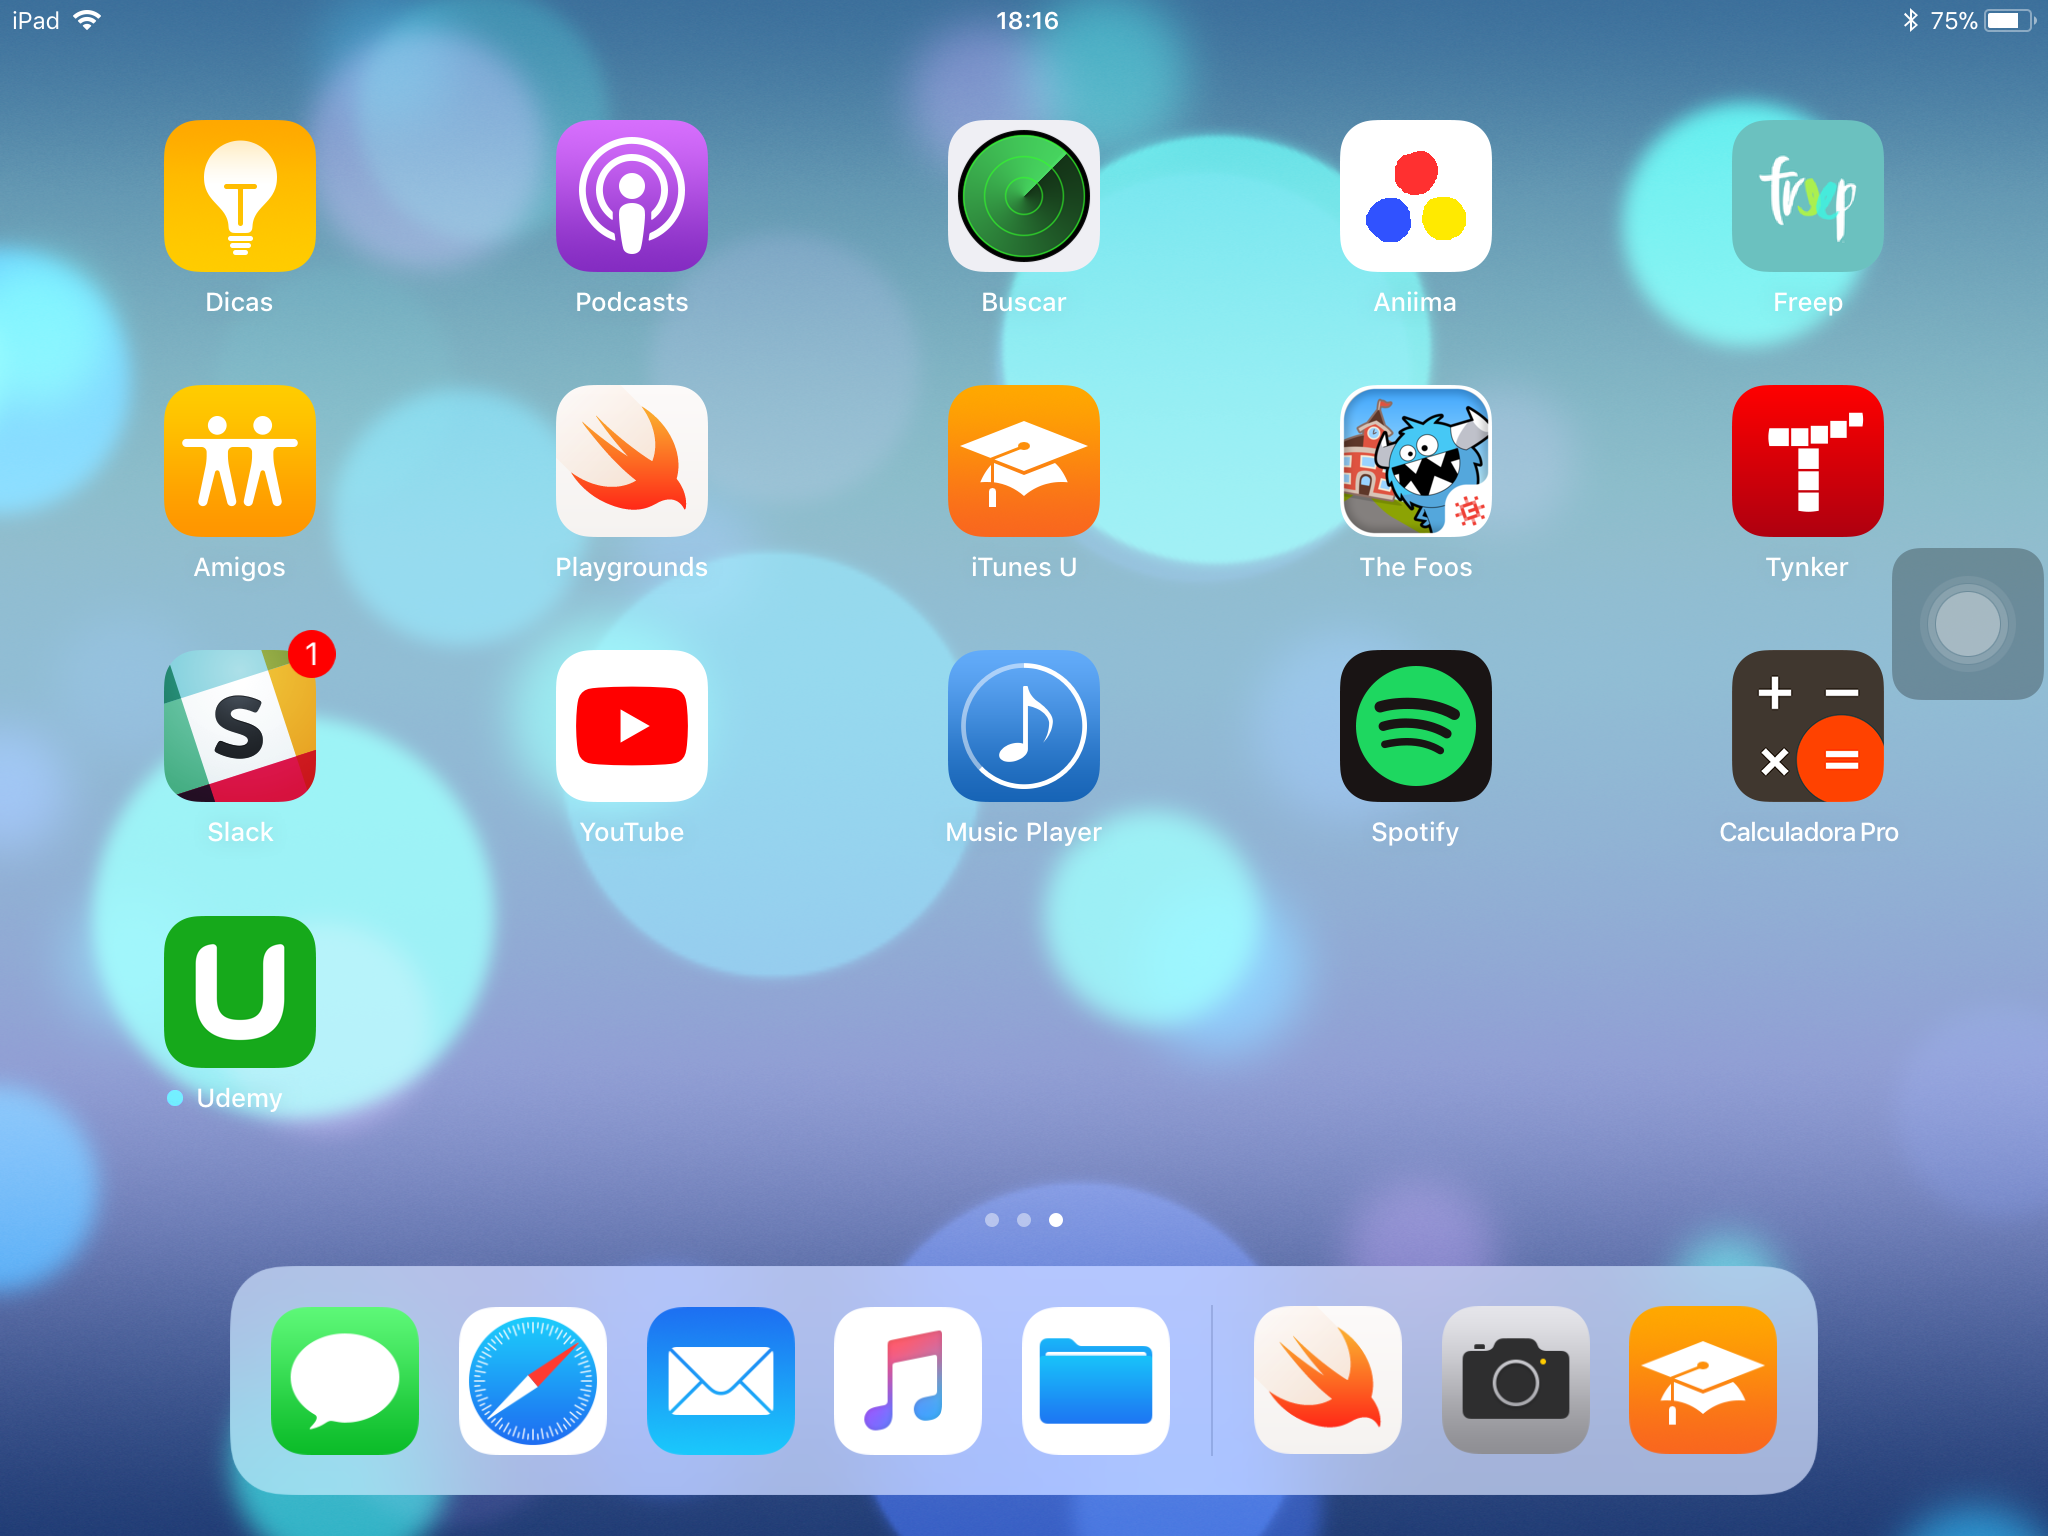 iPad 18:16 75%
freep
Dicas Podcasts Buscar Aniima Freep
Amigos Playgrounds iTunes U The Foos Tynker
1
S
Slack YouTube Music Player Spotify Calculadora Pro
U
Udemy